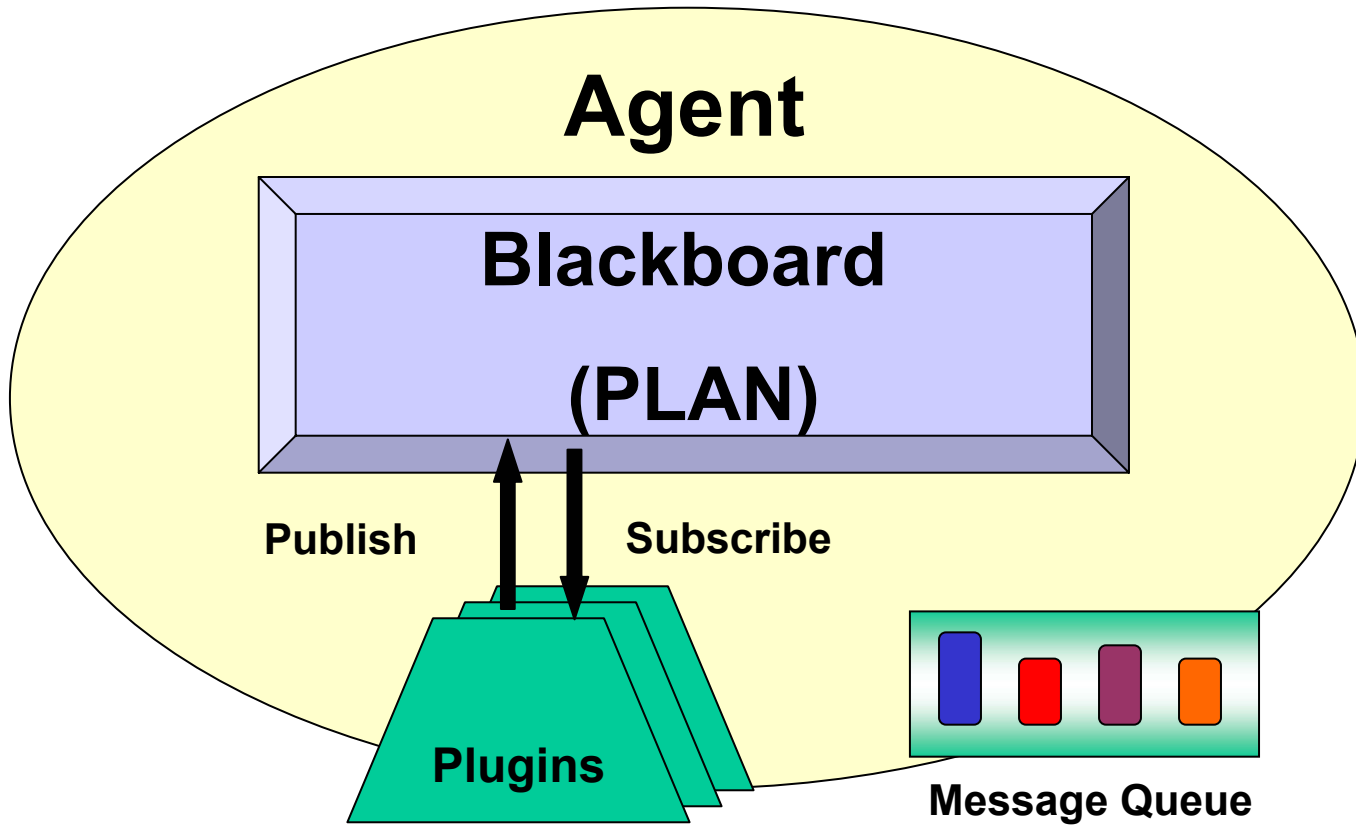 Agent
Blackboard
(PLAN)
Publish
Subscribe
Plugins
Message Queue